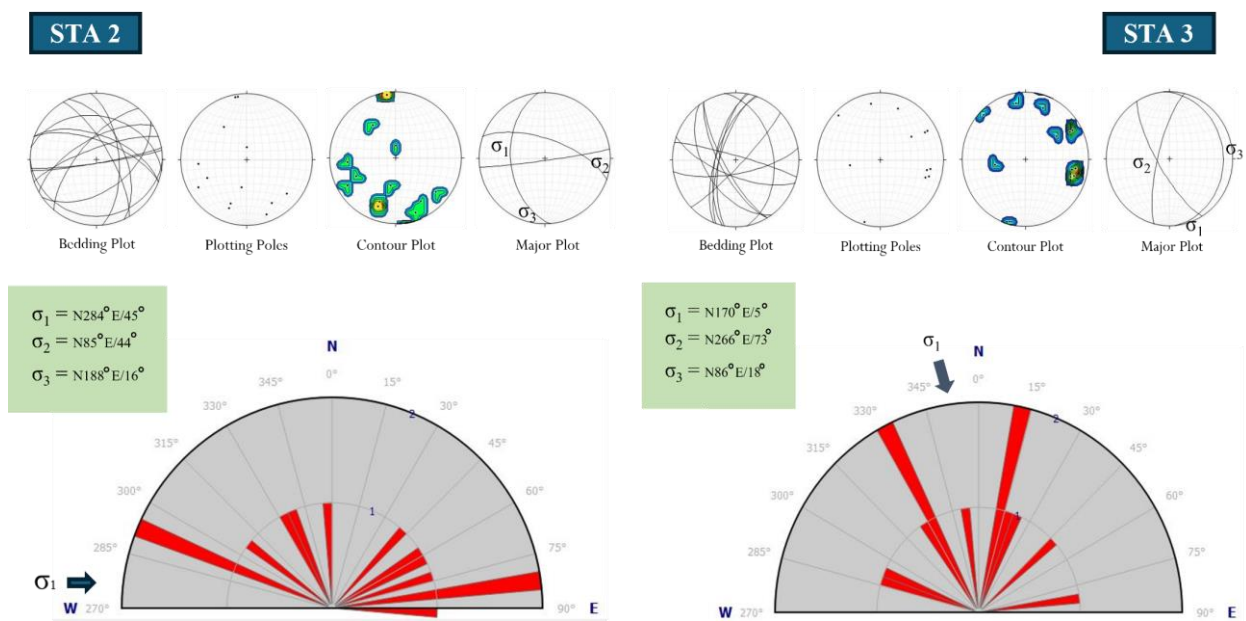 STA 2
STA 3
σ1
σ2
σ3
σ2
σ3
σ1
Bedding Plot
Plotting Poles
Contour Plot
Major Plot
Bedding Plot
Plotting Poles
Contour Plot
Major Plot
σ1 = N284°E/45°
σ2 = N85°E/44°
σ3 = N188°E/16°
N
0°
345°
15°
330°
30°
315°
45°
300°
60°
285°
75°
W 270°
90° E
2
1
σ1
σ1 = N170°E/5°
σ2 = N266°E/73°
σ3 = N86°E/18°
σ1
N
0°
345°
15°
330°
30°
315°
45°
300°
60°
285°
75°
W 270°
90° E
2
1